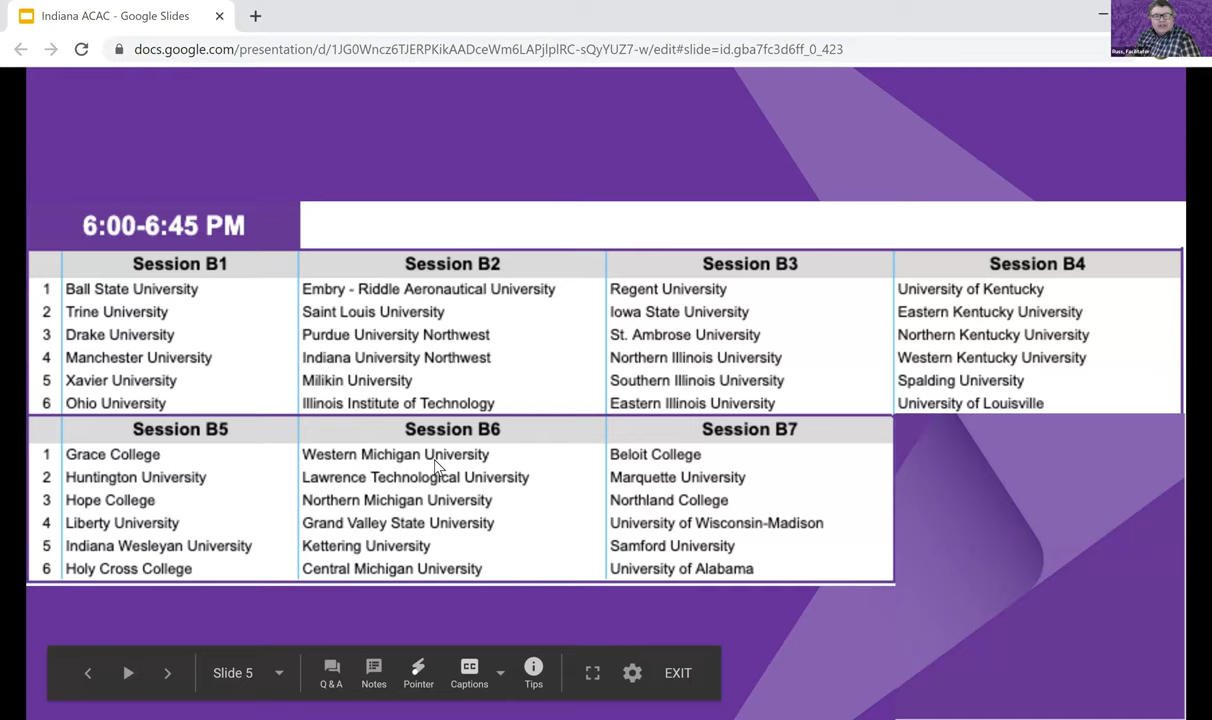 Indiana ACAC - Google Slides
docs.google.com/presentation/d/1JG0Wncz6TJERPKikAADceWm6LAPjlplRC-sQyYUZ7-w/edit#slide=id.gba7fc3d6ff_0_423
Russ, Facilitator
6:00-6:45 PM
Session B1 Session B2 Session B3 Session B4
1 Ball State University Embry - Riddle Aeronautical University Regent University University of Kentucky
2 Trine University Saint Louis University Iowa State University Eastern Kentucky University
3 Drake University Purdue University Northwest St. Ambrose University Northern Kentucky University
4 Manchester University Indiana University Northwest Northern Illinois University Western Kentucky University
5 Xavier University Milikin University Southern Illinois University Spalding University
6 Ohio University Illinois Institute of Technology Eastern Illinois University University of Louisville
Session B5 Session B6 Session B7
1 Grace College Western Michigan University Beloit College
2 Huntington University Lawrence Technological University Marquette University
3 Hope College Northern Michigan University Northland College
4 Liberty University Grand Valley State University University of Wisconsin-Madison
5 Indiana Wesleyan University Kettering University Samford University
6 Holy Cross College Central Michigan University University of Alabama
Slide 5
Q & A Notes Pointer CC Captions Tips
EXIT